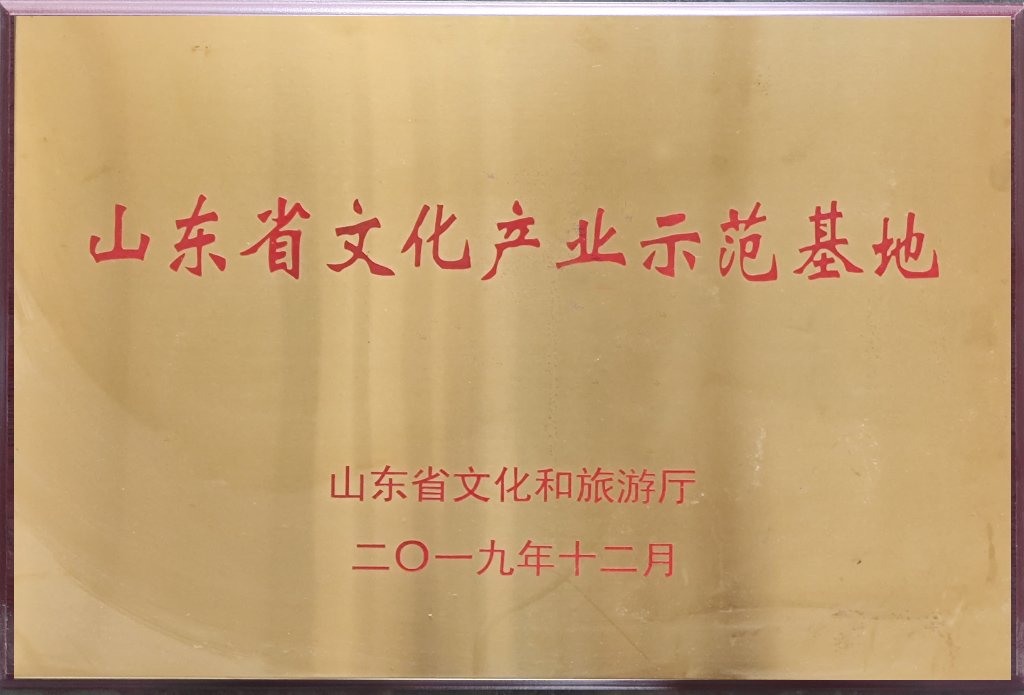 山东省文化产业示范基地
山东省文化和旅游厅
二〇一九年十二月